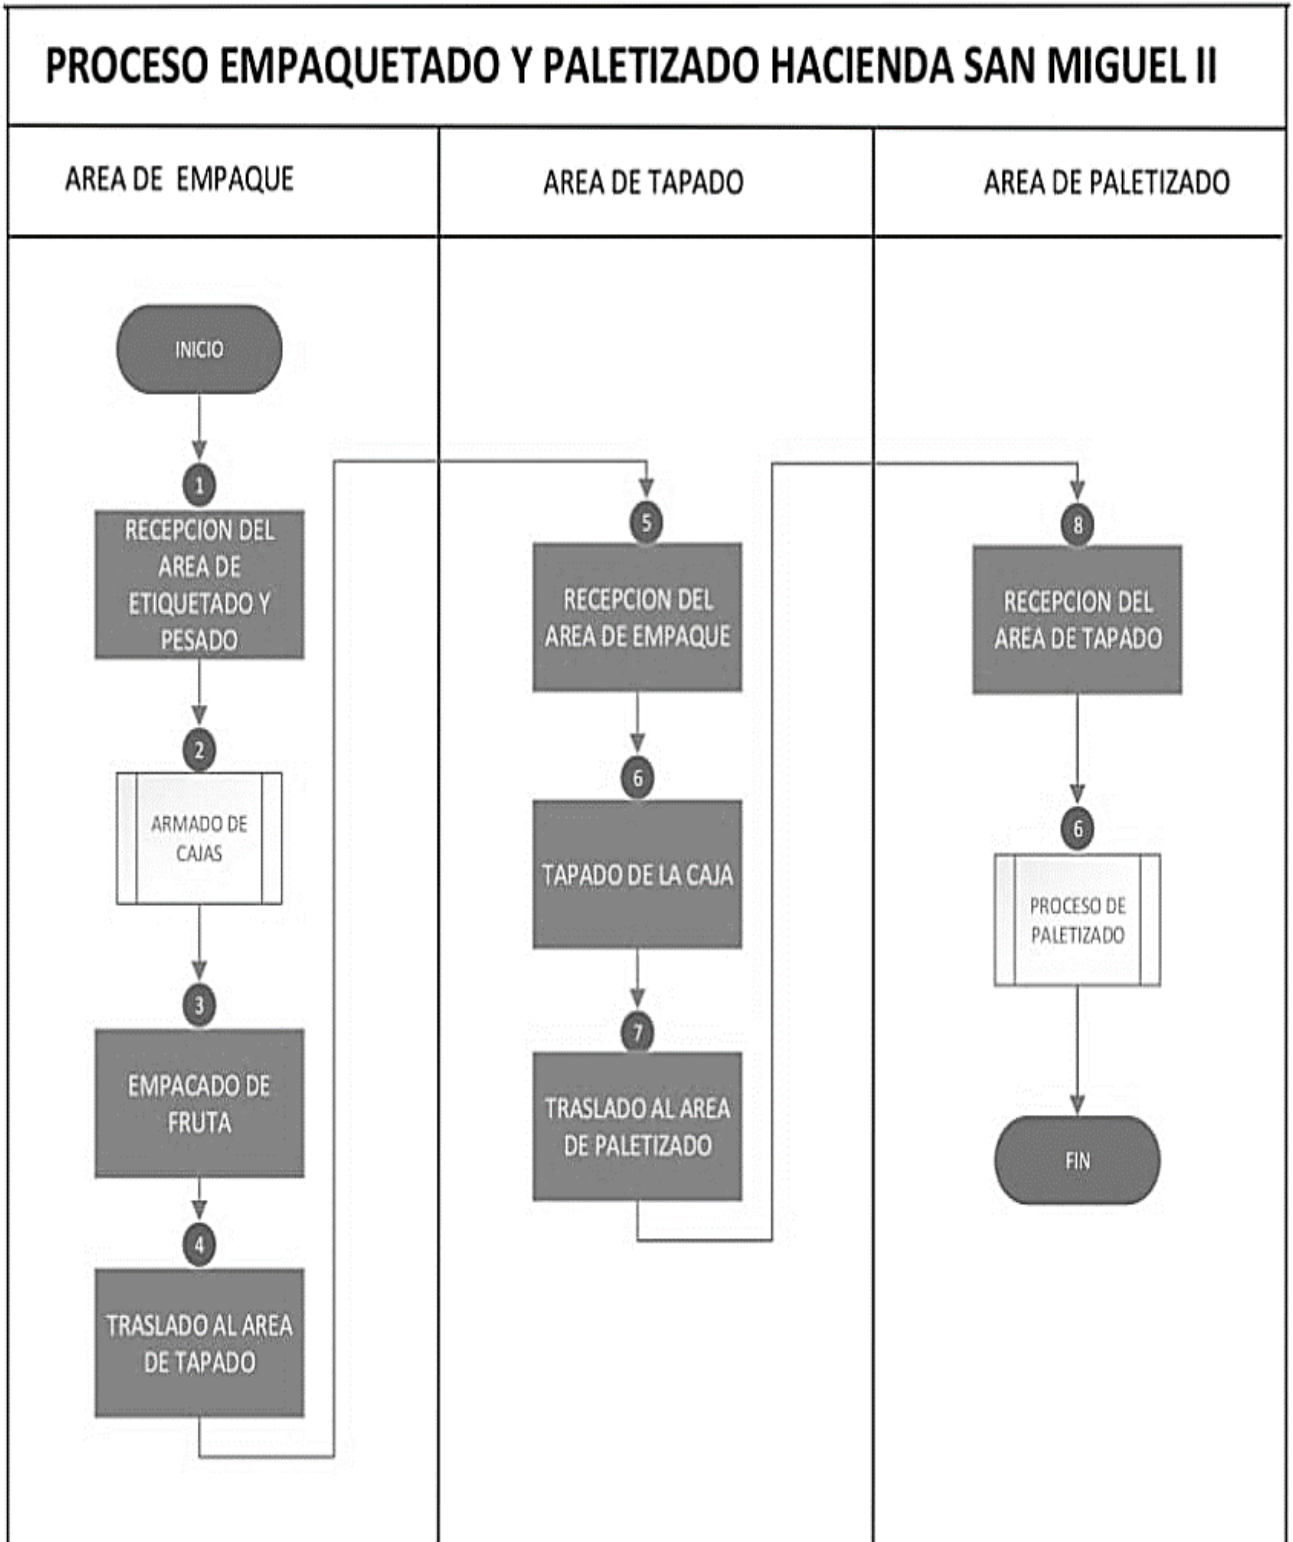 PROCESO EMPAQUETADO Y PALETIZADO HACIENDA SAN MIGUEL II
AREA DE EMPAQUE
AREA DE TAPADO
AREA DE PALETIZADO
INICIO
1
RECEPCION DEL
AREA DE
ETIQUETADO Y
PESADO
2
ARMADO DE
CAJAS
3
EMPACADO DE
FRUTA
4
TRASLADO AL AREA
DE TAPADO
5
RECEPCION DEL
AREA DE EMPAQUE
6
TAPADO DE LA CAJA
7
TRASLADO AL AREA
DE PALETIZADO
8
RECEPCION DEL
AREA DE TAPADO
6
PROCESO DE
PALETIZADO
FIN